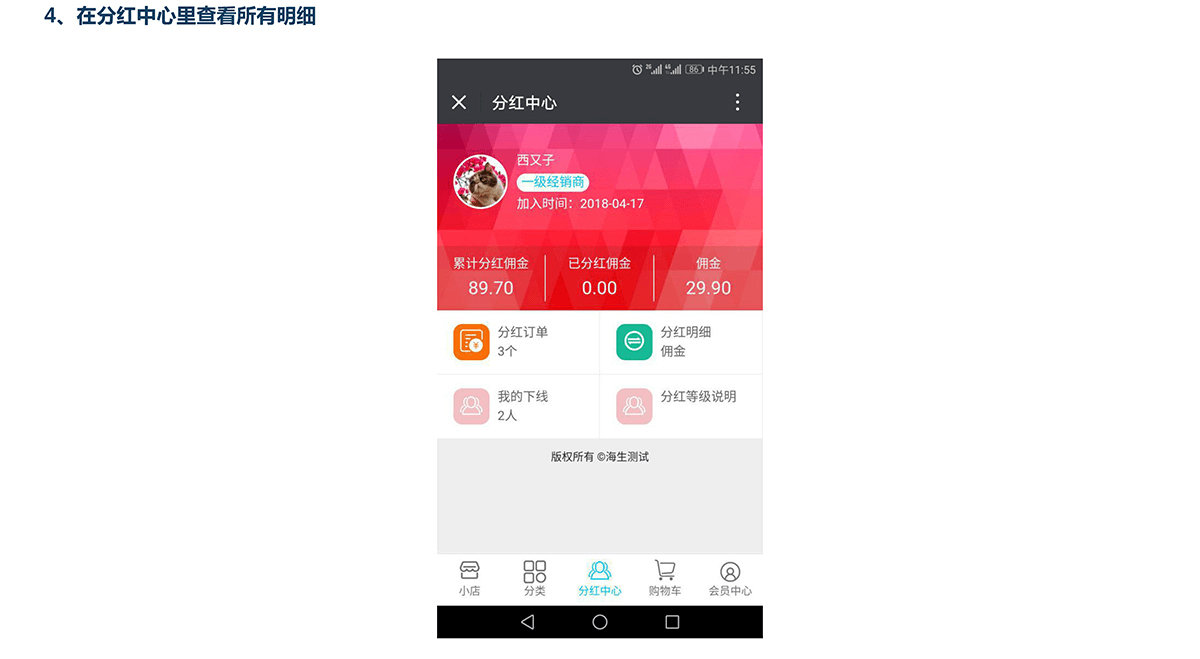 4、在分红中心里查看所有明细
2G 4G 86 中午11:55
分红中心
西又子
一级经销商
加入时间：2018-04-17
累计分红佣金 已分红佣金 佣金
89.70 0.00 29.90
分红订单 分红明细
3个 佣金
我的下线 分红等级说明
2人
版权所有 ©海生测试
小店 分类 分红中心 购物车 会员中心